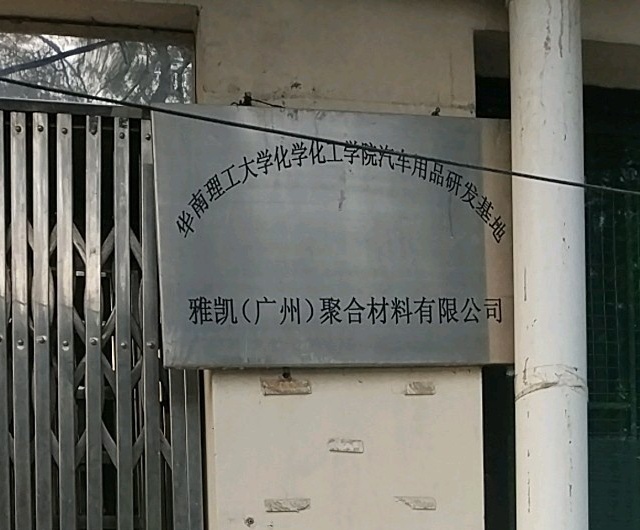 华南理工大学化学化工学院汽车用品研发基地
雅凯（广州）聚合材料有限公司